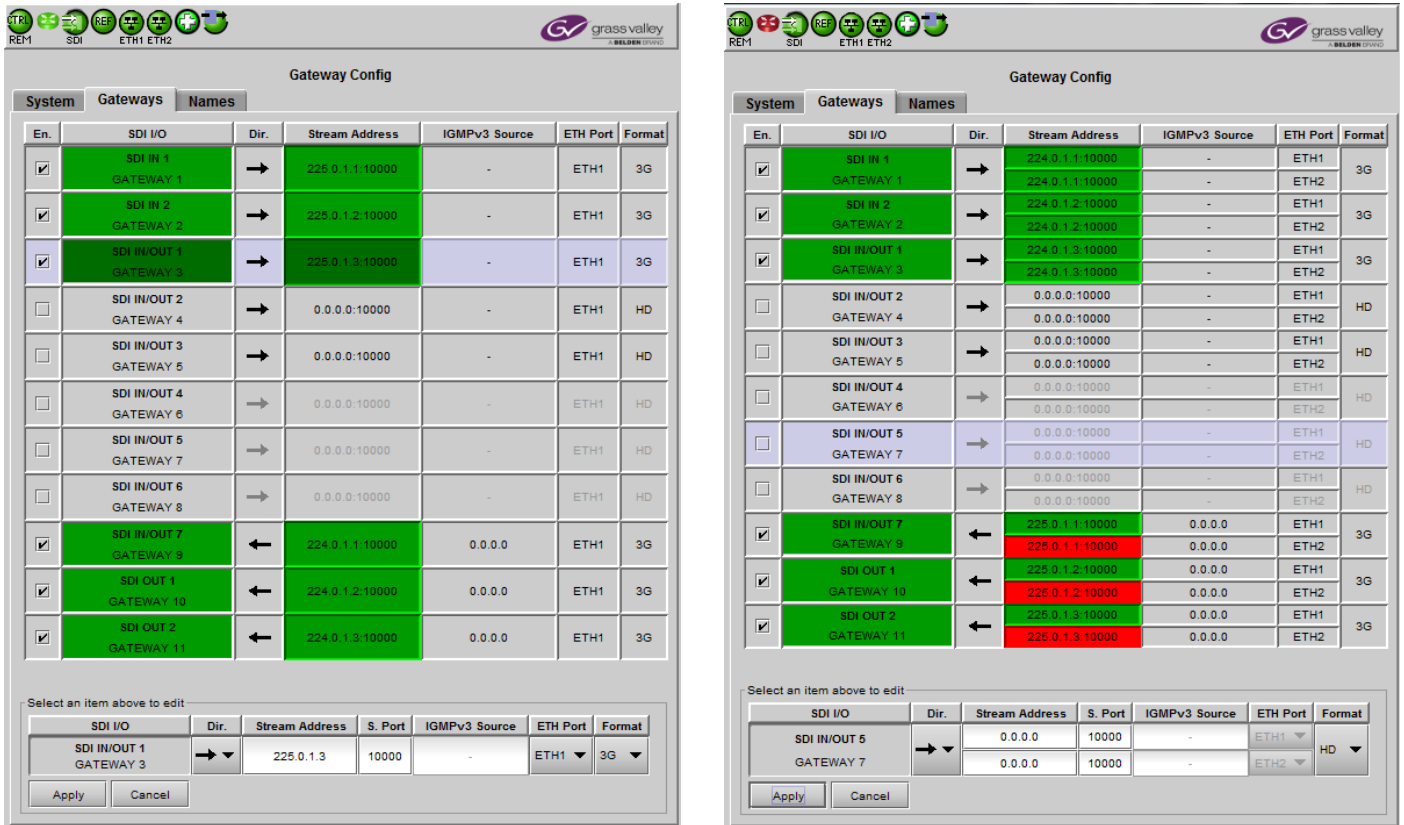 CTRL REF
REM SDI ETH1 ETH2
GV grass valley
A BELDEN BRAND
Gateway Config
System Gateways Names
En. SDI I/O Dir. Stream Address IGMPv3 Source ETH Port Format
SDI IN 1
GATEWAY 1
225.0.1.1:10000 - ETH1 3G
SDI IN 2
GATEWAY 2
225.0.1.2:10000 - ETH1 3G
SDI IN/OUT 1
GATEWAY 3
225.0.1.3:10000 - ETH1 3G
SDI IN/OUT 2
GATEWAY 4
0.0.0.0:10000 - ETH1 HD
SDI IN/OUT 3
GATEWAY 5
0.0.0.0:10000 - ETH1 HD
SDI IN/OUT 4
GATEWAY 6
0.0.0.0:10000 - ETH1 HD
SDI IN/OUT 5
GATEWAY 7
0.0.0.0:10000 - ETH1 HD
SDI IN/OUT 6
GATEWAY 8
0.0.0.0:10000 - ETH1 HD
SDI IN/OUT 7
GATEWAY 9
224.0.1.1:10000 0.0.0.0 ETH1 3G
SDI OUT 1
GATEWAY 10
224.0.1.2:10000 0.0.0.0 ETH1 3G
SDI OUT 2
GATEWAY 11
224.0.1.3:10000 0.0.0.0 ETH1 3G
Select an item above to edit
SDI I/O Dir. Stream Address S. Port IGMPv3 Source ETH Port Format
SDI IN/OUT 1
GATEWAY 3
225.0.1.3 10000 - ETH1 3G
Apply Cancel
CTRL REF
REM SDI ETH1 ETH2
GV grass valley
A BELDEN BRAND
Gateway Config
System Gateways Names
En. SDI I/O Dir. Stream Address IGMPv3 Source ETH Port Format
SDI IN 1 224.0.1.1:10000 - ETH1
3G
GATEWAY 1 224.0.1.1:10000 - ETH2
SDI IN 2 224.0.1.2:10000 - ETH1
3G
GATEWAY 2 224.0.1.2:10000 - ETH2
SDI IN/OUT 1 224.0.1.3:10000 - ETH1
3G
GATEWAY 3 224.0.1.3:10000 - ETH2
SDI IN/OUT 2 0.0.0.0:10000 - ETH1
HD
GATEWAY 4 0.0.0.0:10000 - ETH2
SDI IN/OUT 3 0.0.0.0:10000 - ETH1
HD
GATEWAY 5 0.0.0.0:10000 - ETH2
SDI IN/OUT 4 0.0.0.0:10000 - ETH1
HD
GATEWAY 6 0.0.0.0:10000 - ETH2
SDI IN/OUT 5 0.0.0.0:10000 - ETH1
HD
GATEWAY 7 0.0.0.0:10000 - ETH2
SDI IN/OUT 6 0.0.0.0:10000 - ETH1
HD
GATEWAY 8 0.0.0.0:10000 - ETH2
SDI IN/OUT 7 225.0.1.1:10000 0.0.0.0 ETH1
3G
GATEWAY 9 225.0.1.1:10000 0.0.0.0 ETH2
SDI OUT 1 225.0.1.2:10000 0.0.0.0 ETH1
3G
GATEWAY 10 225.0.1.2:10000 0.0.0.0 ETH2
SDI OUT 2 225.0.1.3:10000 0.0.0.0 ETH1
3G
GATEWAY 11 225.0.1.3:10000 0.0.0.0 ETH2
Select an item above to edit
SDI I/O Dir. Stream Address S. Port IGMPv3 Source ETH Port Format
SDI IN/OUT 5 0.0.0.0 10000 - ETH1
HD
GATEWAY 7 0.0.0.0 10000 - ETH2
Apply Cancel